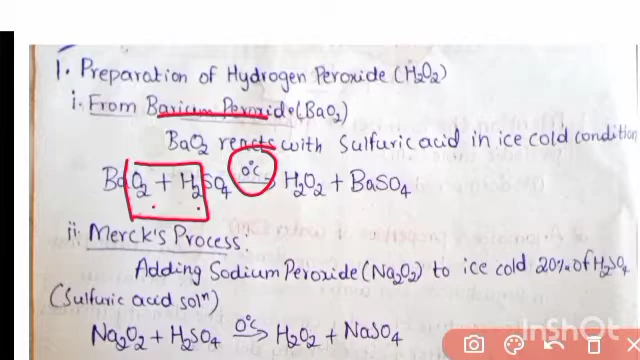 1. Preparation of Hydrogen Peroxide (H₂O₂)
i. From Barium Peroxide (BaO₂)
BaO₂ reacts with Sulfuric acid in ice cold condition
BaO₂ + H₂SO₄ 0°C→ H₂O₂ + BaSO₄
ii. Merck's Process.
Adding Sodium Peroxide (Na₂O₂) to ice cold 20% of H₂SO₄
(Sulfuric acid solⁿ)
Na₂O₂ + H₂SO₄ 0°C→ H₂O₂ + NaSO₄
InShOt